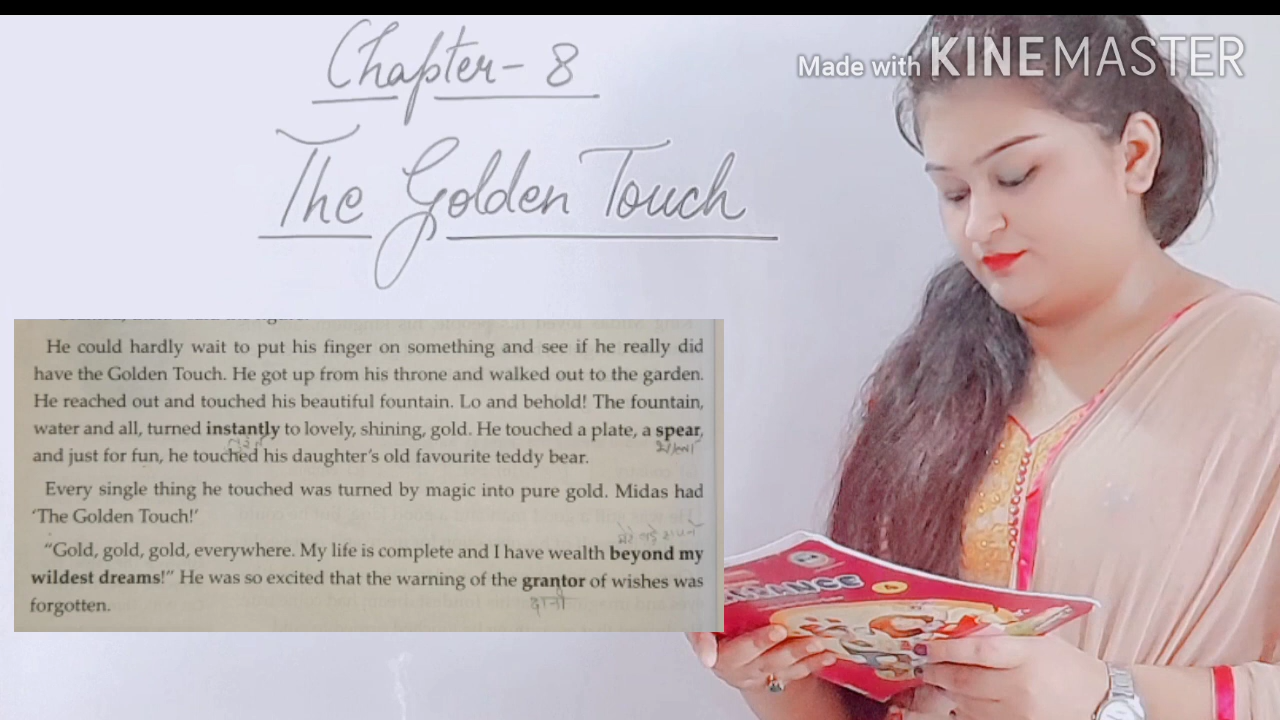 Chapter - 8
The Golden Touch
Made with KINEMASTER
He could hardly wait to put his finger on something and see if he really did
have the Golden Touch. He got up from his throne and walked out to the garden.
He reached out and touched his beautiful fountain. Lo and behold! The fountain,
water and all, turned instantly to lovely, shining, gold. He touched a plate, a spear,
and just for fun, he touched his daughter's old favourite teddy bear.
Every single thing he touched was turned by magic into pure gold. Midas had
‘The Golden Touch!’
“Gold, gold, gold, everywhere. My life is complete and I have wealth beyond my
wildest dreams!” He was so excited that the warning of the grantor of wishes was
दानी
forgotten.
4